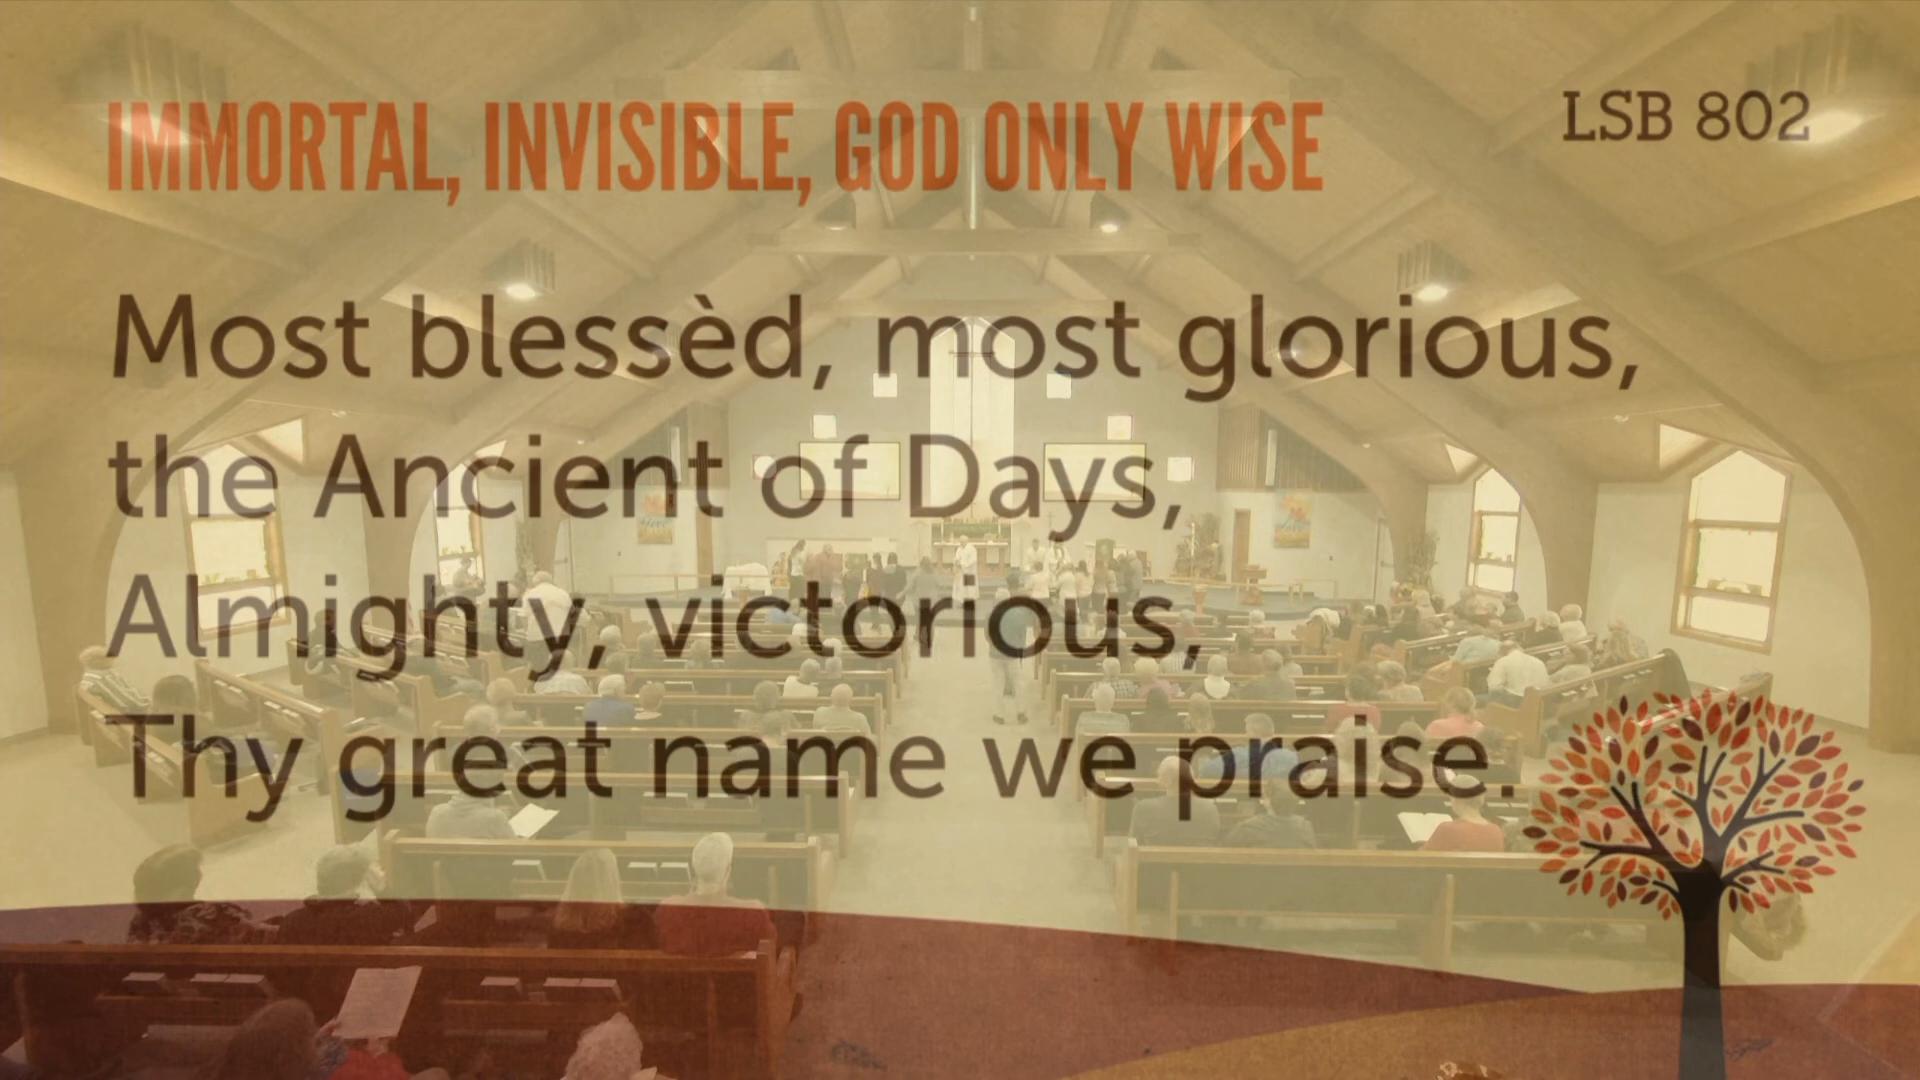 IMMORTAL, INVISIBLE, GOD ONLY WISE
LSB 802
Most blessèd, most glorious,
the Ancient of Days,
Almighty, victorious,
Thy great name we praise.